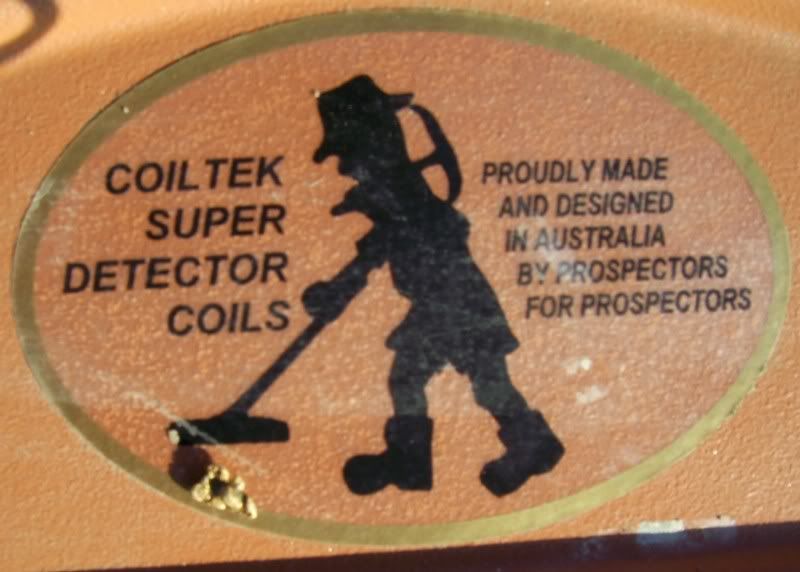 COILTEK
SUPER
DETECTOR
COILS
PROUDLY MADE
AND DESIGNED
IN AUSTRALIA
BY PROSPECTORS
FOR PROSPECTORS